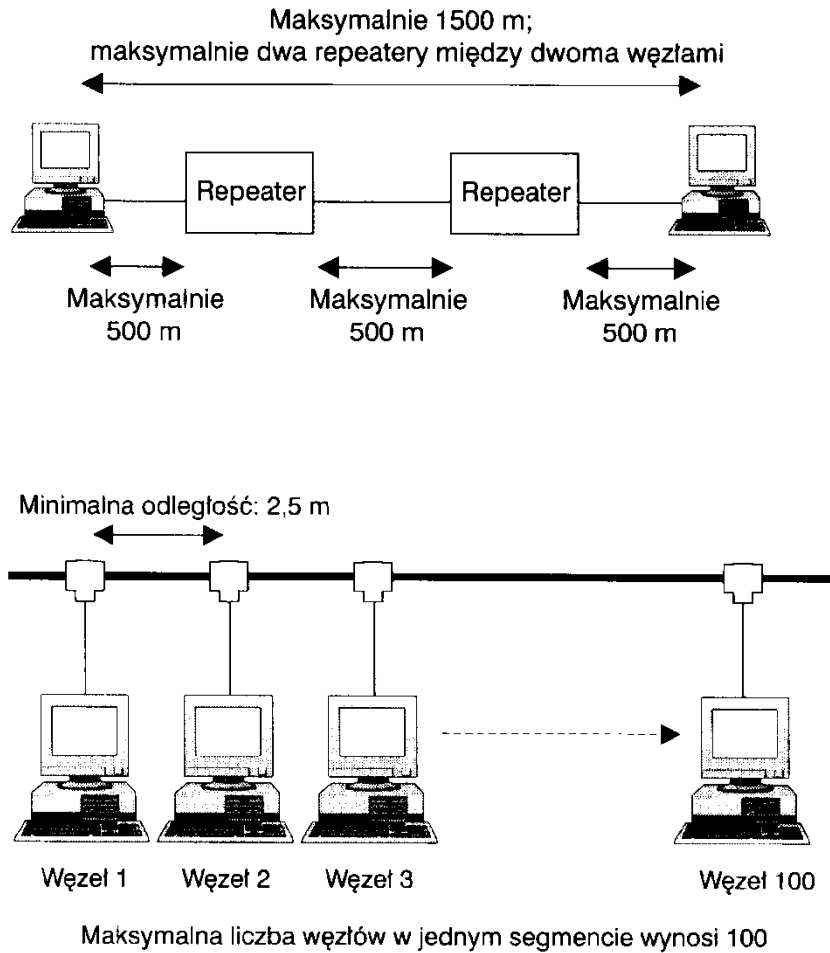 Maksymalnie 1500 m;
maksymalnie dwa repeatery między dwoma węzłami
Repeater Repeater
Maksymalnie Maksymalnie Maksymalnie
500 m 500 m 500 m
Minimalna odległość: 2,5 m
Węzeł 1 Węzeł 2 Węzeł 3 Węzeł 100
Maksymalna liczba węzłów w jednym segmencie wynosi 100